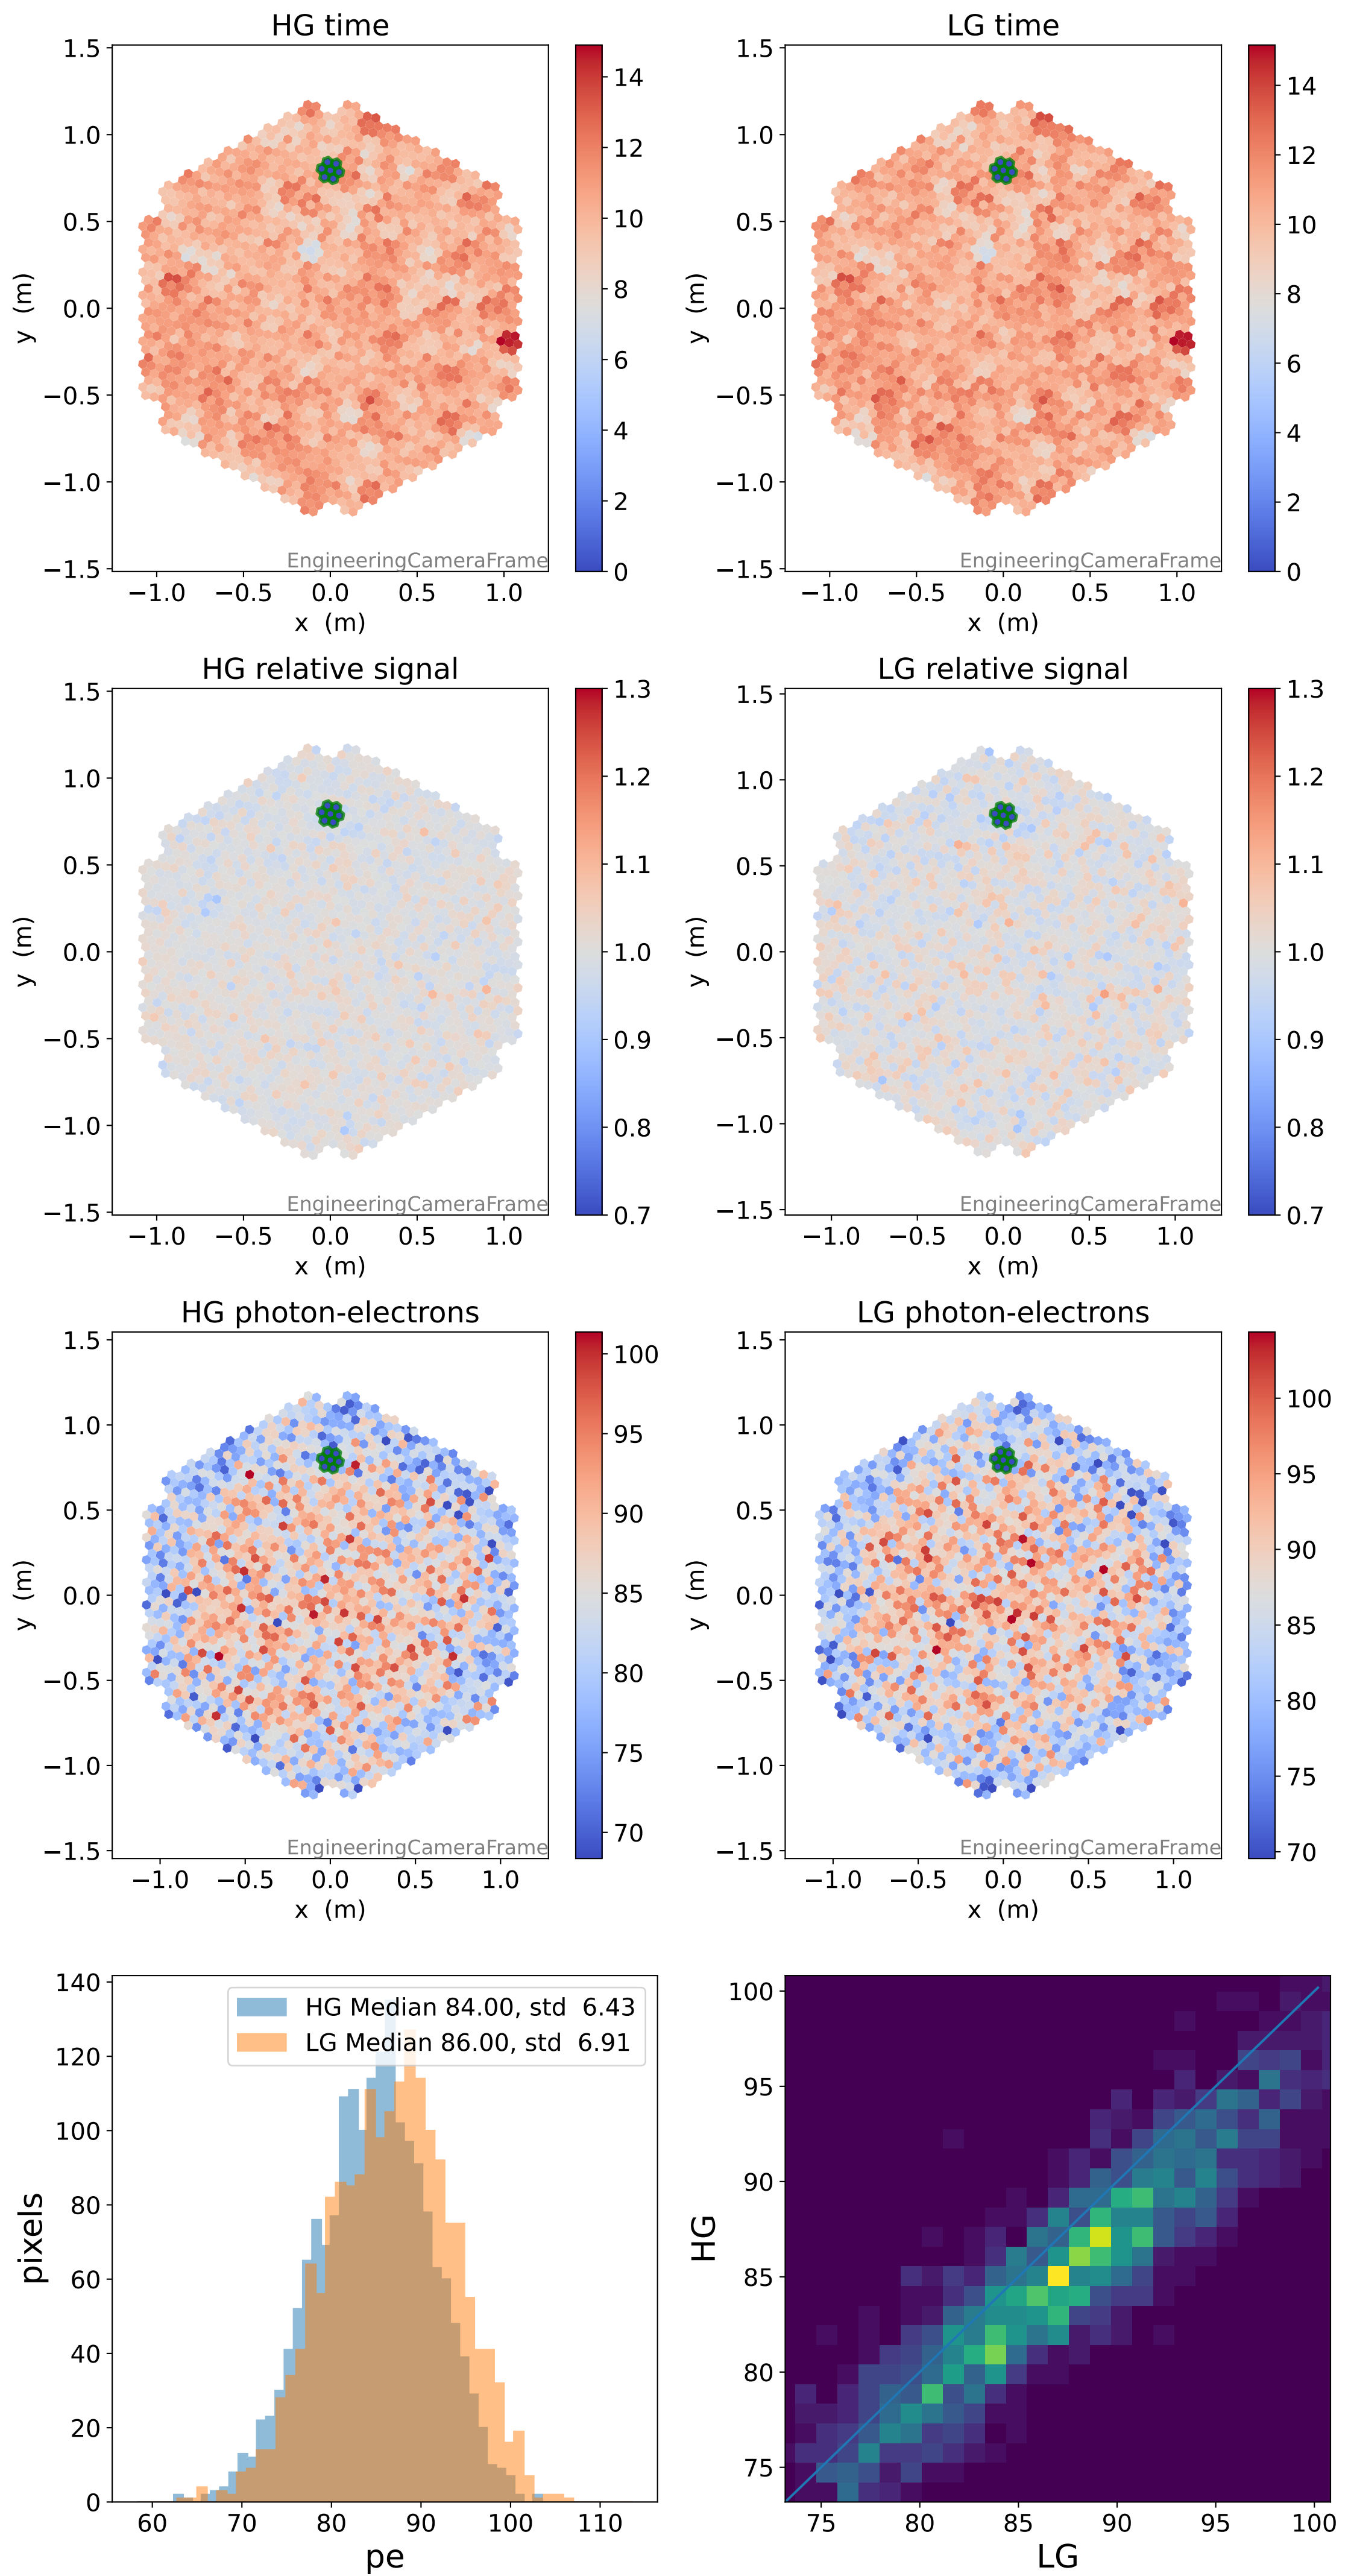 HG time
LG time
1.5
1.0
0.5
0.0
−0.5
−1.0
−1.5
y (m)
−1.0 −0.5 0.0 0.5 1.0
x (m)
EngineeringCameraFrame
14
12
10
8
6
4
2
0
1.5
1.0
0.5
0.0
−0.5
−1.0
−1.5
y (m)
−1.0 −0.5 0.0 0.5 1.0
x (m)
EngineeringCameraFrame
14
12
10
8
6
4
2
0
HG relative signal
LG relative signal
1.5
1.0
0.5
0.0
−0.5
−1.0
−1.5
y (m)
−1.0 −0.5 0.0 0.5 1.0
x (m)
EngineeringCameraFrame
1.3
1.2
1.1
1.0
0.9
0.8
0.7
1.5
1.0
0.5
0.0
−0.5
−1.0
−1.5
y (m)
−1.0 −0.5 0.0 0.5 1.0
x (m)
EngineeringCameraFrame
1.3
1.2
1.1
1.0
0.9
0.8
0.7
HG photon-electrons
LG photon-electrons
1.5
1.0
0.5
0.0
−0.5
−1.0
−1.5
y (m)
−1.0 −0.5 0.0 0.5 1.0
x (m)
EngineeringCameraFrame
100
95
90
85
80
75
70
1.5
1.0
0.5
0.0
−0.5
−1.0
−1.5
y (m)
−1.0 −0.5 0.0 0.5 1.0
x (m)
EngineeringCameraFrame
100
95
90
85
80
75
70
HG Median 84.00, std 6.43
LG Median 86.00, std 6.91
140
120
100
80
60
40
20
0
pixels
60 70 80 90 100 110
pe
100
95
90
85
80
75
HG
75 80 85 90 95 100
LG